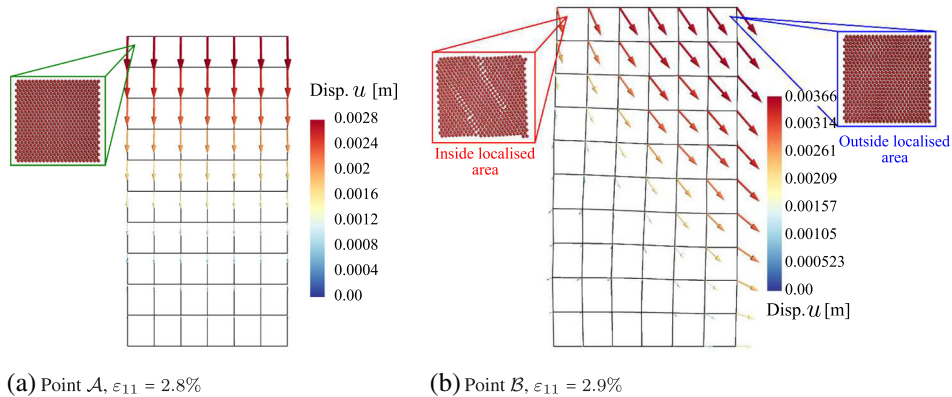 Disp. u [m]
0.0028
0.0024
0.0020
0.0016
0.0012
0.0008
0.0004
0.00
(a) Point 𝒜, ε₁₁ = 2.8%
Inside localised
area
Outside localised
area
0.00366
0.00314
0.00261
0.00209
0.00157
0.00105
0.000523
0.00
Disp. u [m]
(b) Point ℬ, ε₁₁ = 2.9%